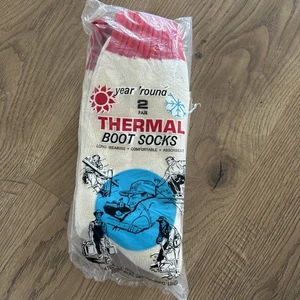 year 'round
2
PAIR
THERMAL
BOOT SOCKS
LONG WEARING • COMFORTABLE • ABSORBENT